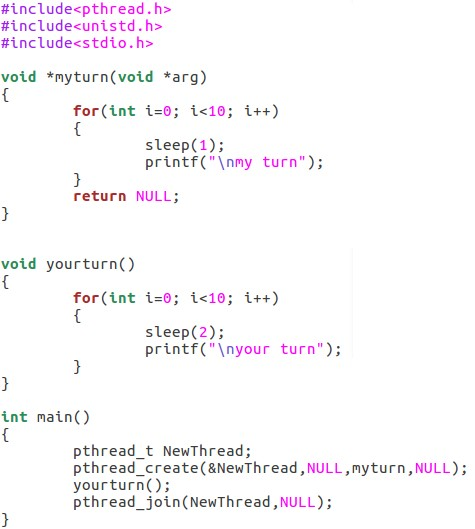 #include<pthread.h>
#include<unistd.h>
#include<stdio.h>

void *myturn(void *arg)
{
        for(int i=0; i<10; i++)
        {
                sleep(1);
                printf("\nmy turn");
        }
        return NULL;
}


void yourturn()
{
        for(int i=0; i<10; i++)
        {
                sleep(2);
                printf("\nyour turn");
        }
}

int main()
{
        pthread_t NewThread;
        pthread_create(&NewThread,NULL,myturn,NULL);
        yourturn();
        pthread_join(NewThread,NULL);
}